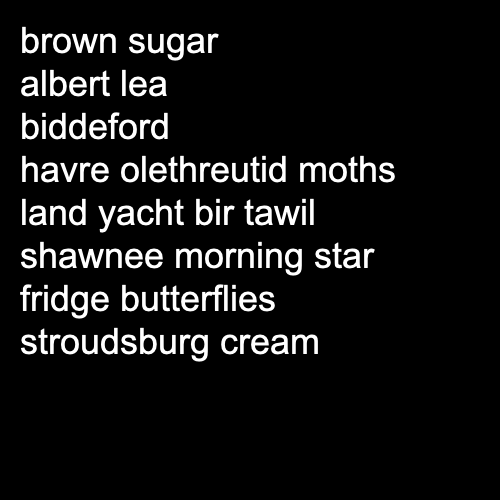 brown sugar
albert lea
biddeford
havre olethreutid moths
land yacht bir tawil
shawnee morning star
fridge butterflies
stroudsburg cream